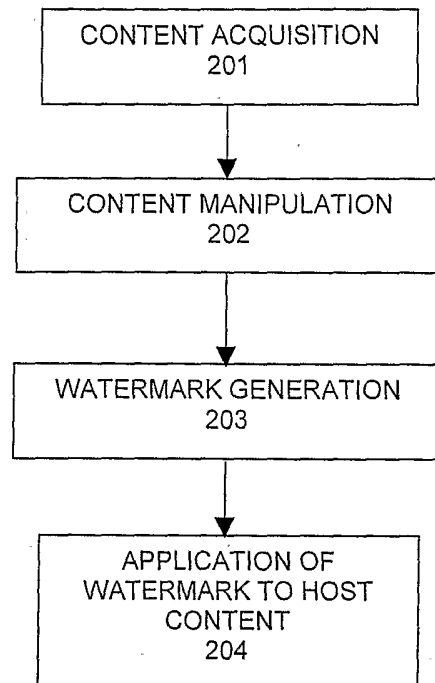 CONTENT ACQUISITION
201
CONTENT MANIPULATION
202
WATERMARK GENERATION
203
APPLICATION OF
WATERMARK TO HOST
CONTENT
204